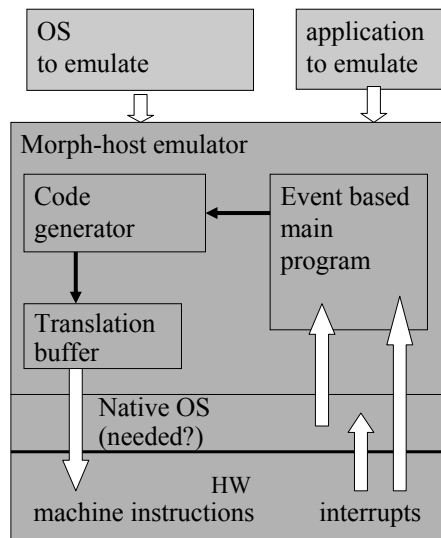 OS
to emulate
application
to emulate
Morph-host emulator
Code
generator
Event based
main
program
Translation
buffer
Native OS
(needed?)
HW
machine instructions
interrupts